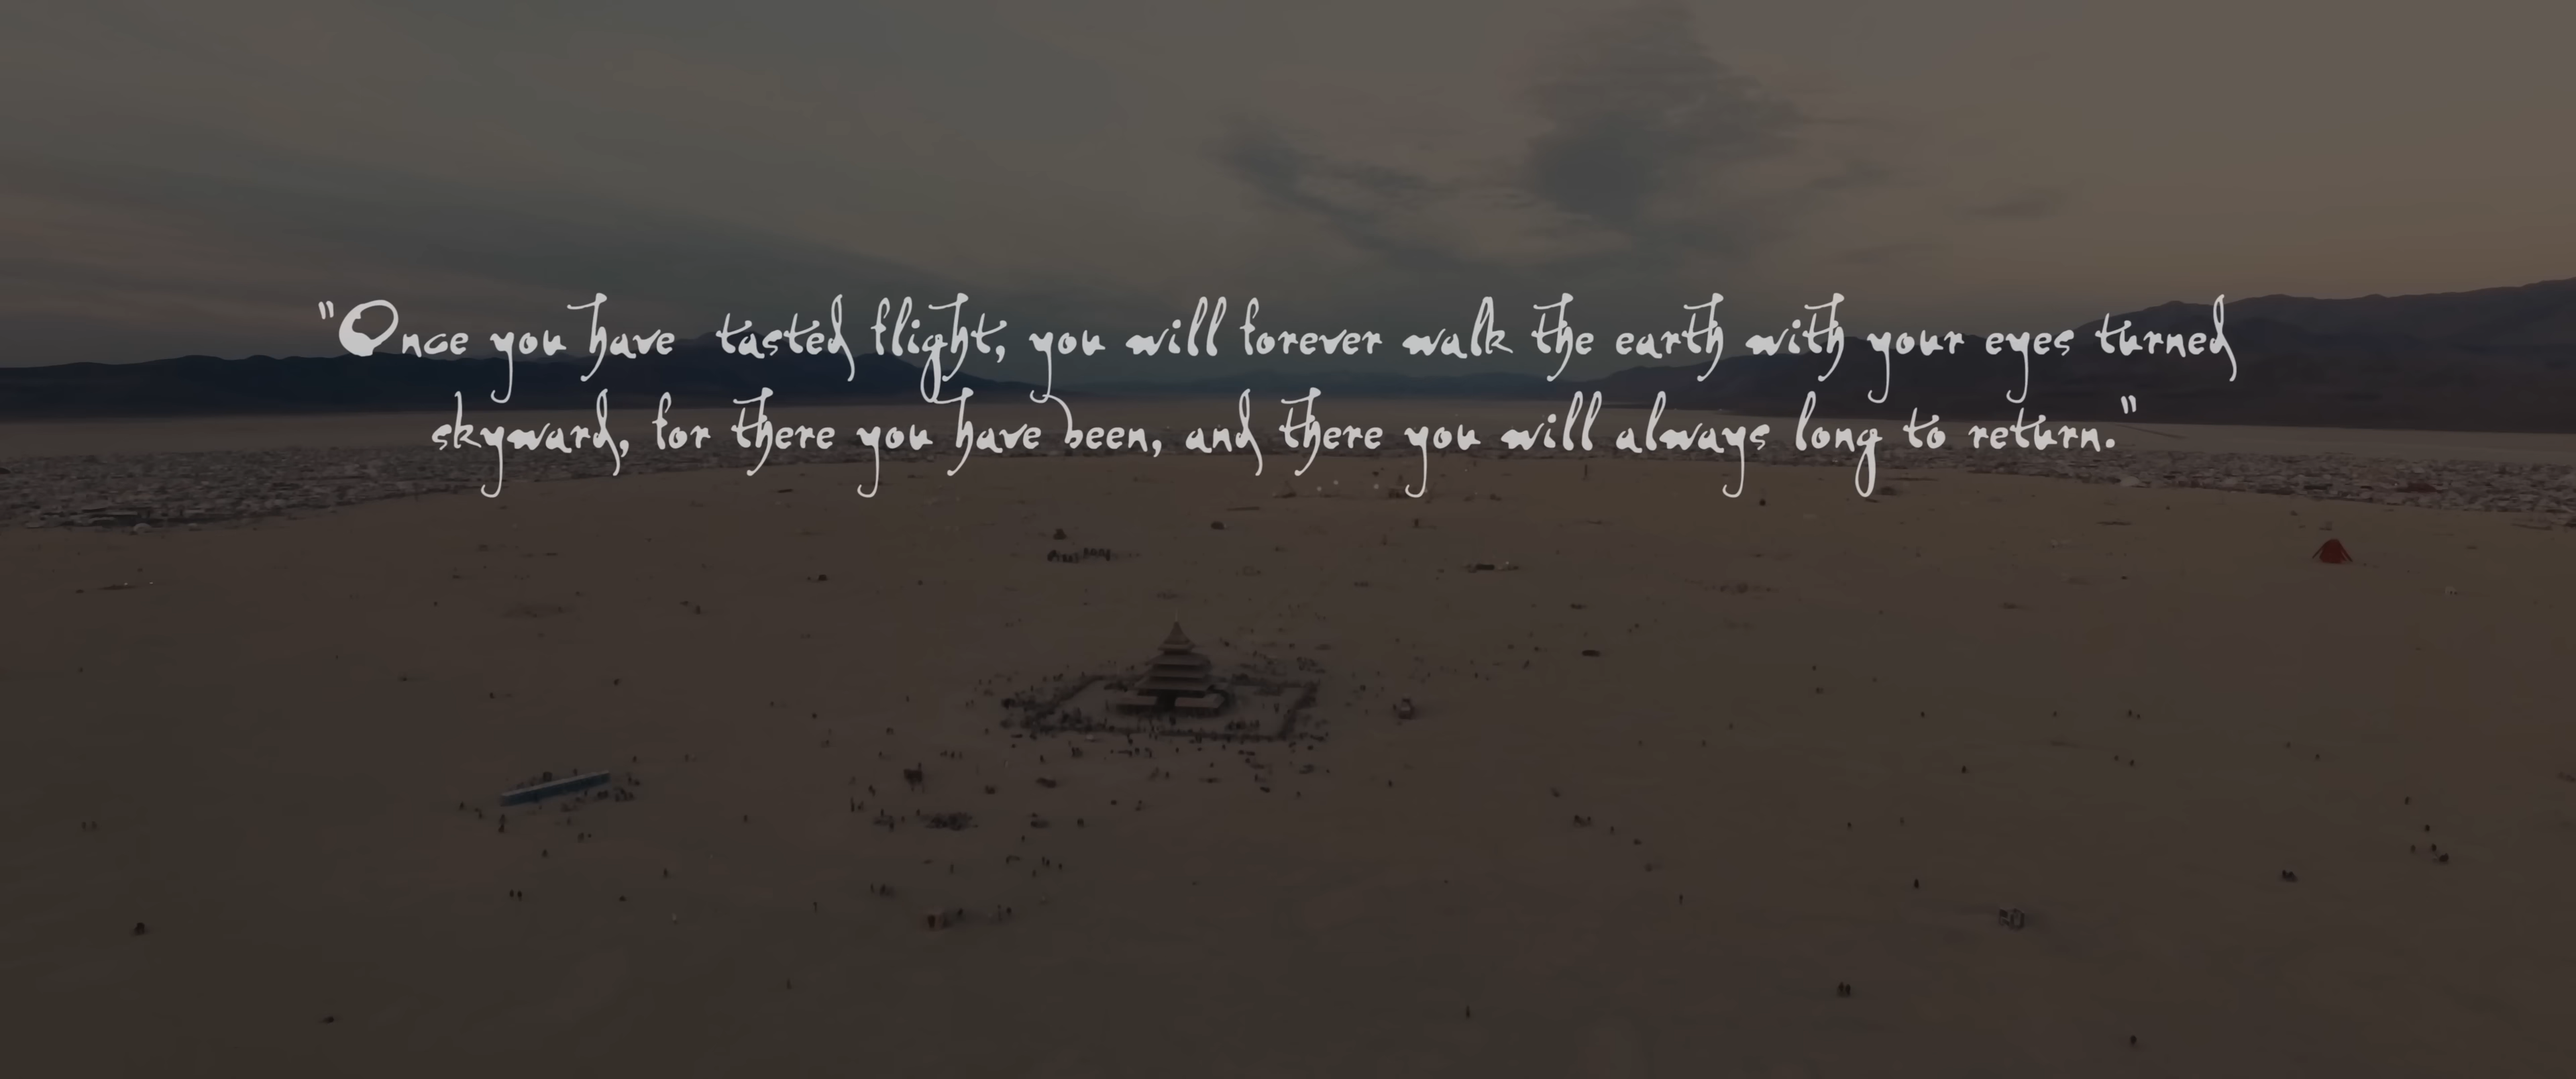 "Once you have tasted flight, you will forever walk the earth with your eyes turned
skyward, for there you have been, and there you will always long to return."